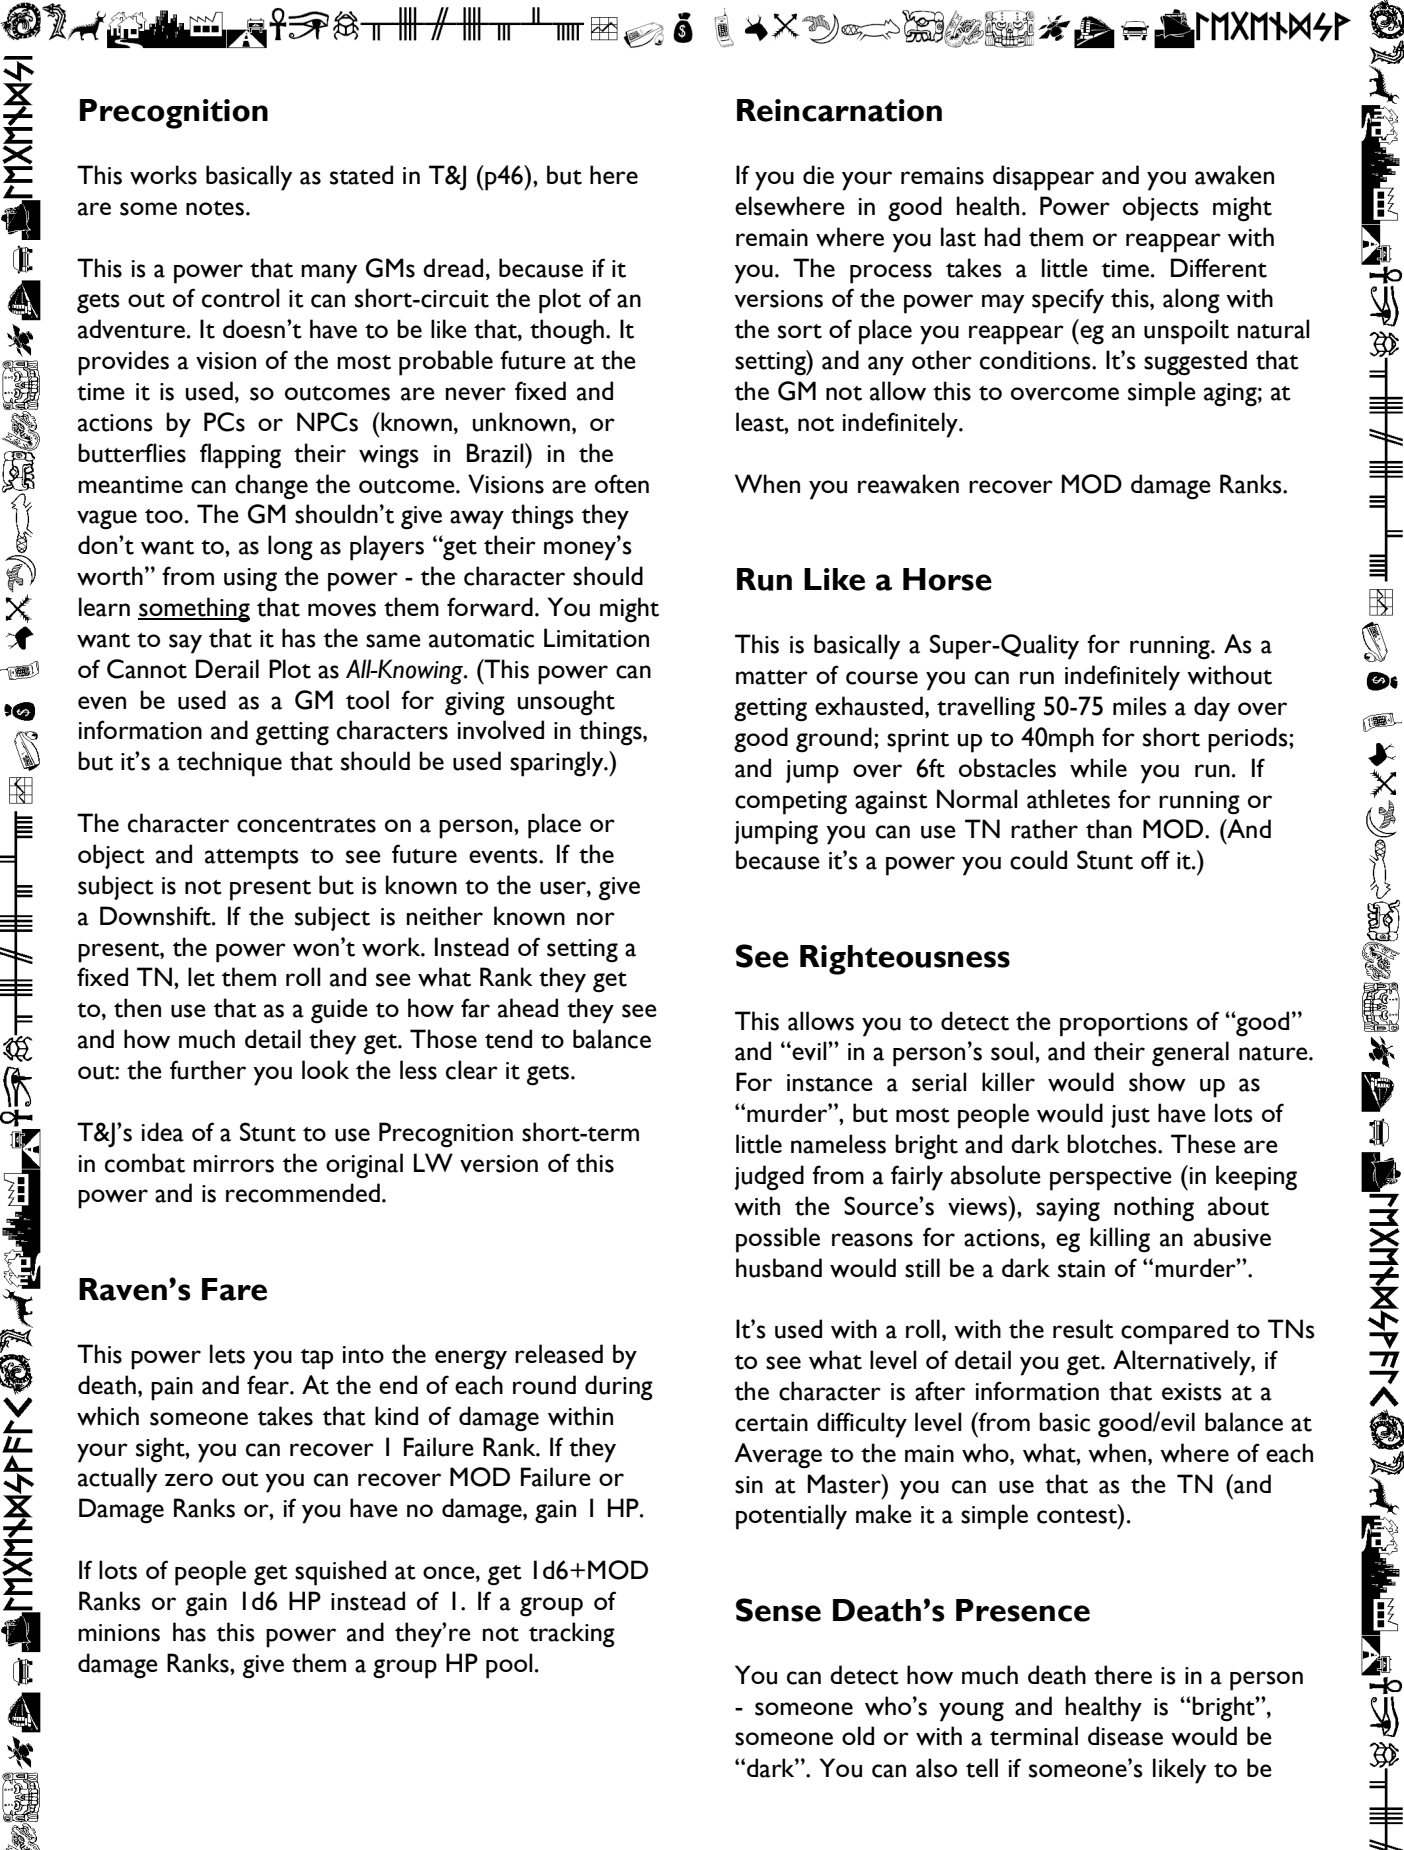 Precognition
This works basically as stated in T&J (p46), but here
are some notes.
This is a power that many GMs dread, because if it
gets out of control it can short-circuit the plot of an
adventure. It doesn’t have to be like that, though. It
provides a vision of the most probable future at the
time it is used, so outcomes are never fixed and
actions by PCs or NPCs (known, unknown, or
butterflies flapping their wings in Brazil) in the
meantime can change the outcome. Visions are often
vague too. The GM shouldn’t give away things they
don’t want to, as long as players “get their money’s
worth” from using the power - the character should
learn something that moves them forward. You might
want to say that it has the same automatic Limitation
of Cannot Derail Plot as All-Knowing. (This power can
even be used as a GM tool for giving unsought
information and getting characters involved in things,
but it’s a technique that should be used sparingly.)
The character concentrates on a person, place or
object and attempts to see future events. If the
subject is not present but is known to the user, give
a Downshift. If the subject is neither known nor
present, the power won’t work. Instead of setting a
fixed TN, let them roll and see what Rank they get
to, then use that as a guide to how far ahead they see
and how much detail they get. Those tend to balance
out: the further you look the less clear it gets.
T&J’s idea of a Stunt to use Precognition short-term
in combat mirrors the original LW version of this
power and is recommended.
Raven’s Fare
This power lets you tap into the energy released by
death, pain and fear. At the end of each round during
which someone takes that kind of damage within
your sight, you can recover 1 Failure Rank. If they
actually zero out you can recover MOD Failure or
Damage Ranks or, if you have no damage, gain 1 HP.
If lots of people get squished at once, get 1d6+MOD
Ranks or gain 1d6 HP instead of 1. If a group of
minions has this power and they’re not tracking
damage Ranks, give them a group HP pool.
Reincarnation
If you die your remains disappear and you awaken
elsewhere in good health. Power objects might
remain where you last had them or reappear with
you. The process takes a little time. Different
versions of the power may specify this, along with
the sort of place you reappear (eg an unspoilt natural
setting) and any other conditions. It’s suggested that
the GM not allow this to overcome simple aging; at
least, not indefinitely.
When you reawaken recover MOD damage Ranks.
Run Like a Horse
This is basically a Super-Quality for running. As a
matter of course you can run indefinitely without
getting exhausted, travelling 50-75 miles a day over
good ground; sprint up to 40mph for short periods;
and jump over 6ft obstacles while you run. If
competing against Normal athletes for running or
jumping you can use TN rather than MOD. (And
because it’s a power you could Stunt off it.)
See Righteousness
This allows you to detect the proportions of “good”
and “evil” in a person’s soul, and their general nature.
For instance a serial killer would show up as
“murder”, but most people would just have lots of
little nameless bright and dark blotches. These are
judged from a fairly absolute perspective (in keeping
with the Source’s views), saying nothing about
possible reasons for actions, eg killing an abusive
husband would still be a dark stain of “murder”.
It’s used with a roll, with the result compared to TNs
to see what level of detail you get. Alternatively, if
the character is after information that exists at a
certain difficulty level (from basic good/evil balance at
Average to the main who, what, when, where of each
sin at Master) you can use that as the TN (and
potentially make it a simple contest).
Sense Death’s Presence
You can detect how much death there is in a person
- someone who’s young and healthy is “bright”,
someone old or with a terminal disease would be
“dark”. You can also tell if someone’s likely to be